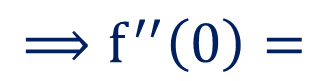 ⟹ f′′(0) =